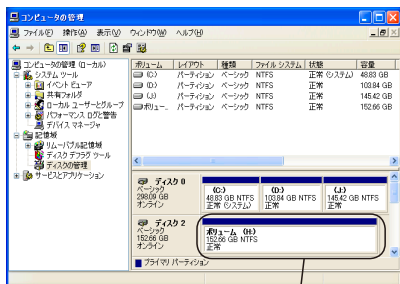 コンピュータの管理
ファイル(F) 操作(A) 表示(V) ウィンドウ(W) ヘルプ(H)
コンピュータの管理 (ローカル)
システム ツール
イベント ビューア
共有フォルダ
ローカル ユーザーとグループ
パフォーマンス ログと警告
デバイス マネージャ
記憶域
リムーバブル記憶域
ディスク デフラグ ツール
ディスクの管理
サービスとアプリケーション
ボリューム レイアウト 種類 ファイル システム 状態 容量
(C:) パーティション ベーシック NTFS 正常 (システム) 48.83 GB
(D:) パーティション ベーシック NTFS 正常 103.84 GB
(J:) パーティション ベーシック NTFS 正常 145.42 GB
ボリュー... パーティション ベーシック NTFS 正常 152.66 GB
ディスク 0
ベーシック
298.09 GB
オンライン
(C:)
48.83 GB NTFS
正常 (システム)
(D:)
103.84 GB NTFS
正常
(J:)
145.42 GB NTFS
正常
ディスク 2
ベーシック
152.66 GB
オンライン
ボリューム (H:)
152.66 GB NTFS
正常
プライマリ パーティション